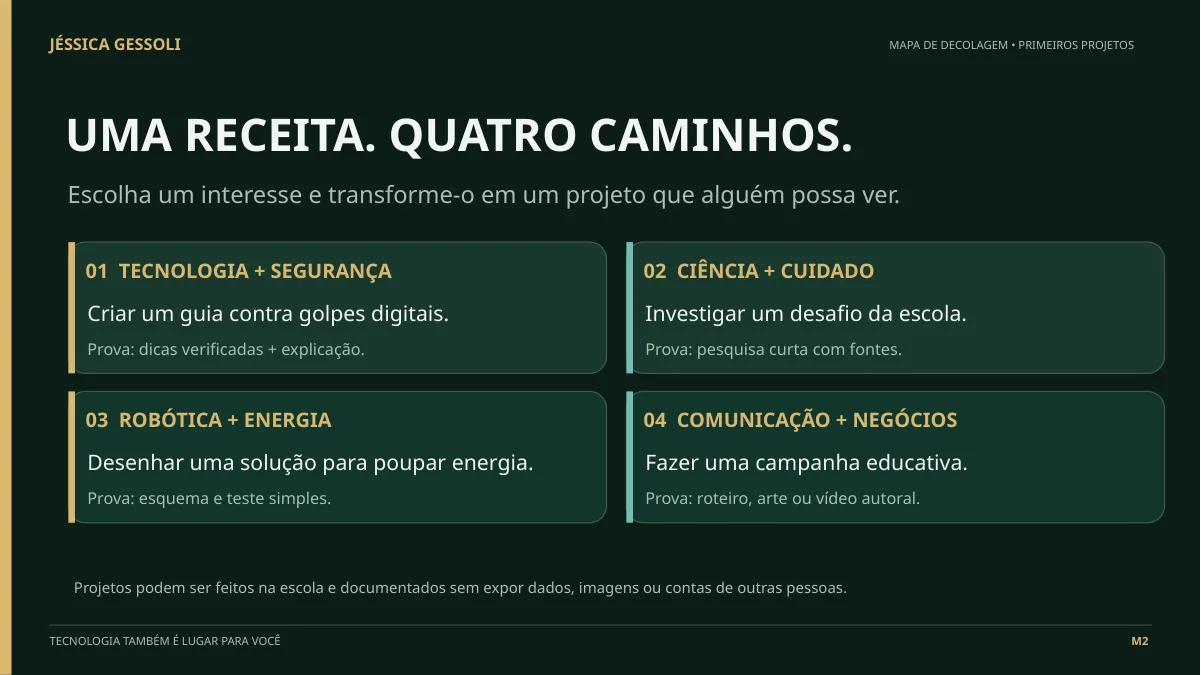 JÉSSICA GESSOLI
MAPA DE DECOLAGEM • PRIMEIROS PROJETOS
UMA RECEITA. QUATRO CAMINHOS.
Escolha um interesse e transforme-o em um projeto que alguém possa ver.
01 TECNOLOGIA + SEGURANÇA
Criar um guia contra golpes digitais.
Prova: dicas verificadas + explicação.
02 CIÊNCIA + CUIDADO
Investigar um desafio da escola.
Prova: pesquisa curta com fontes.
03 ROBÓTICA + ENERGIA
Desenhar uma solução para poupar energia.
Prova: esquema e teste simples.
04 COMUNICAÇÃO + NEGÓCIOS
Fazer uma campanha educativa.
Prova: roteiro, arte ou vídeo autoral.
Projetos podem ser feitos na escola e documentados sem expor dados, imagens ou contas de outras pessoas.
TECNOLOGIA TAMBÉM É LUGAR PARA VOCÊ
M2